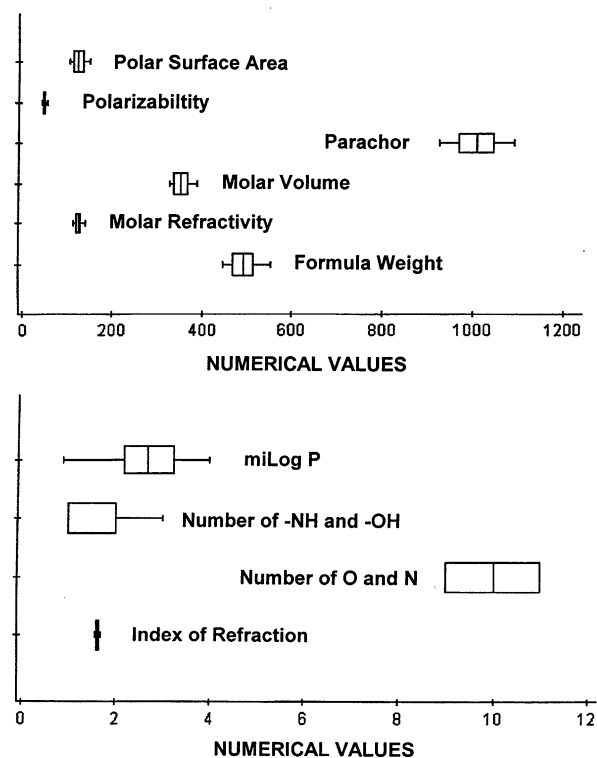 Polar Surface Area
Polarizabiltity
Parachor
Molar Volume
Molar Refractivity
Formula Weight
0 200 400 600 800 1000 1200
NUMERICAL VALUES
miLog P
Number of -NH and -OH
Number of O and N
Index of Refraction
0 2 4 6 8 10 12
NUMERICAL VALUES